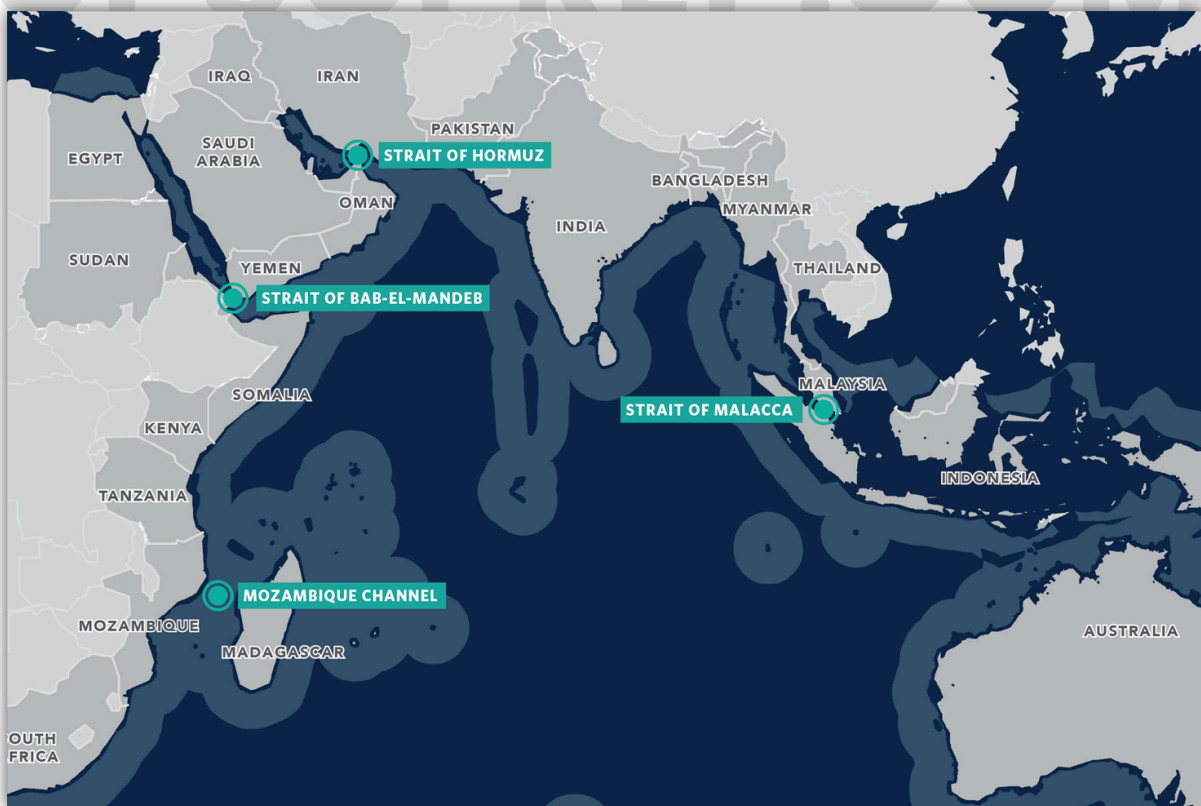 IRAQ
IRAN
PAKISTAN
SAUDI
ARABIA
EGYPT
STRAIT OF HORMUZ
BANGLADESH
OMAN
MYANMAR
INDIA
SUDAN
YEMEN
THAILAND
STRAIT OF BAB-EL-MANDEB
MALAYSIA
SOMALIA
STRAIT OF MALACCA
KENYA
INDONESIA
TANZANIA
MOZAMBIQUE CHANNEL
MOZAMBIQUE
AUSTRALIA
MADAGASCAR
OUTH
FRICA